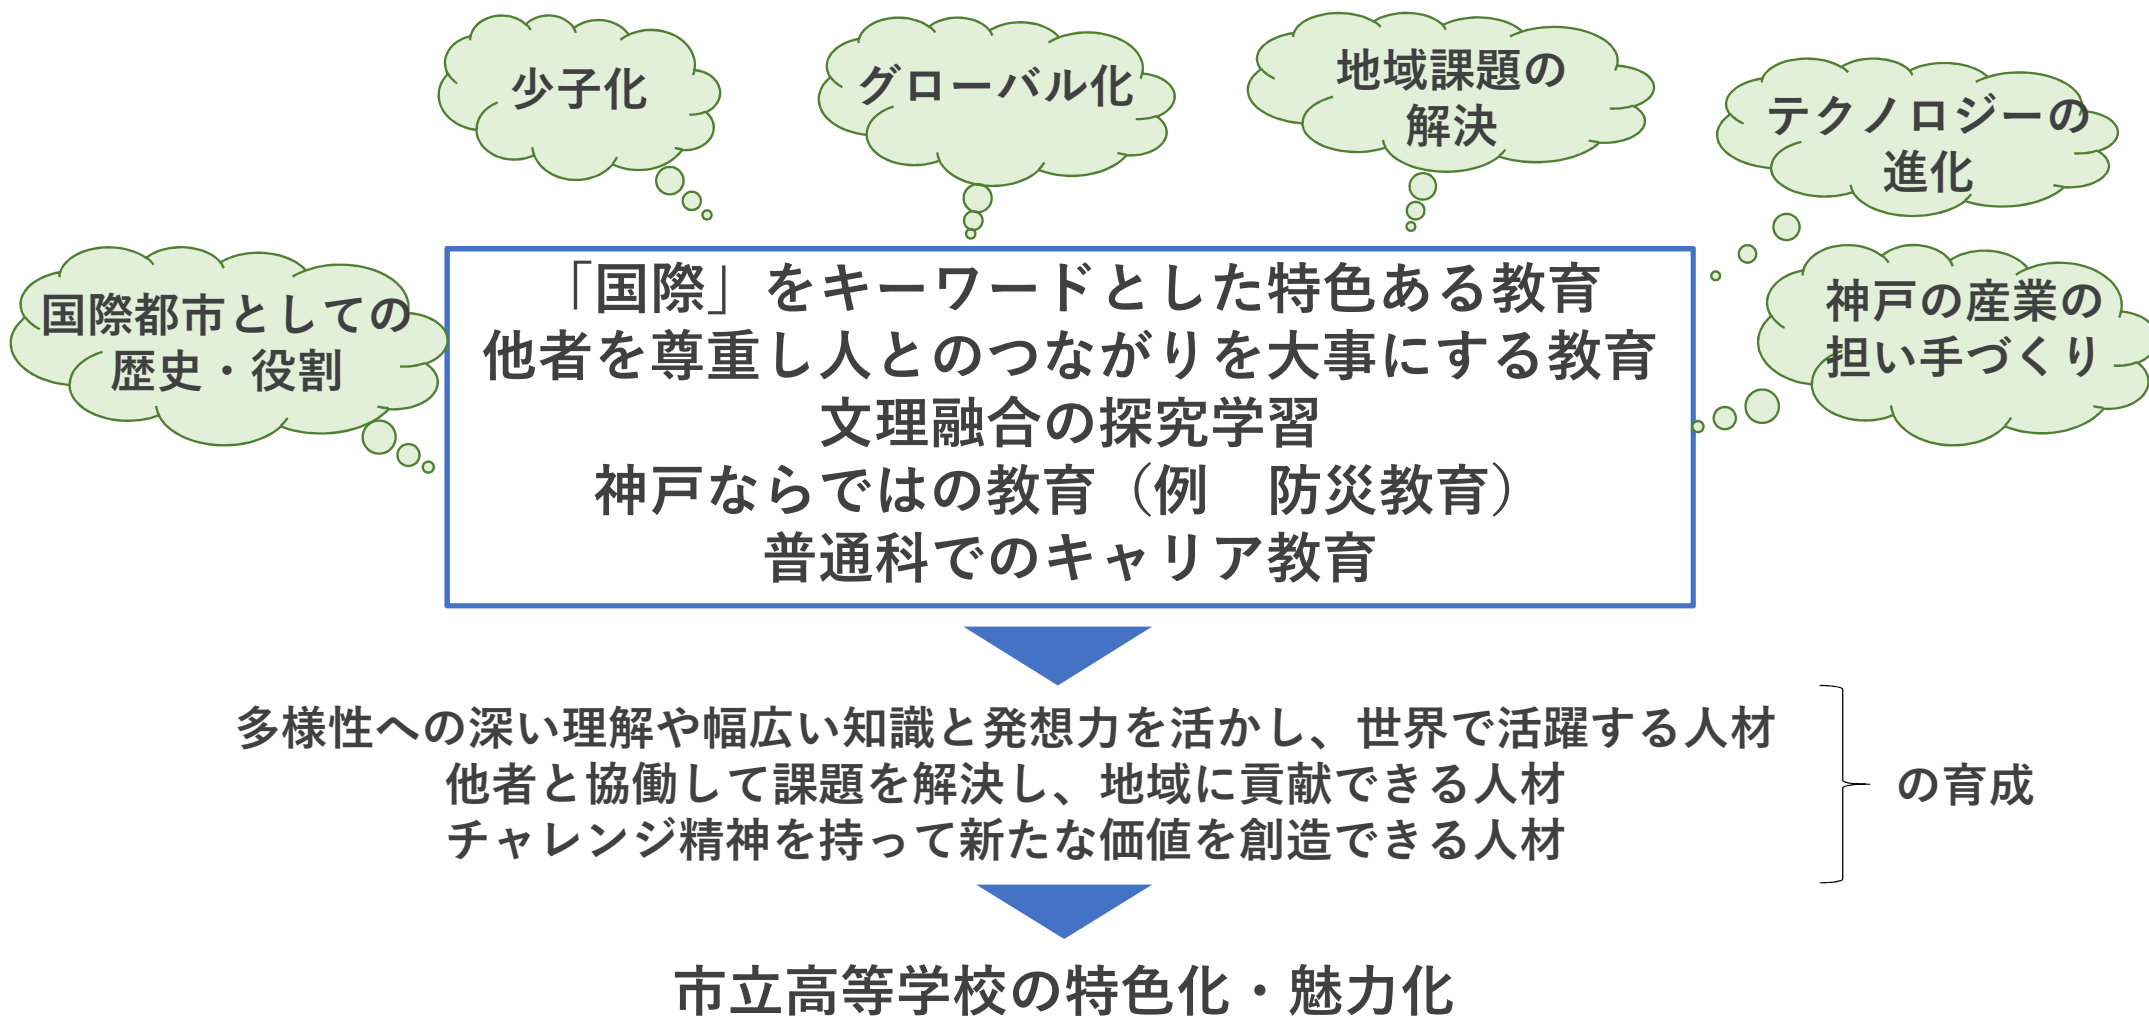 少子化
グローバル化
地域課題の
解決
テクノロジーの
進化
国際都市としての
歴史・役割
神戸の産業の
担い手づくり
「国際」をキーワードとした特色ある教育
他者を尊重し人とのつながりを大事にする教育
文理融合の探究学習
神戸ならではの教育（例　防災教育）
普通科でのキャリア教育
多様性への深い理解や幅広い知識と発想力を活かし、世界で活躍する人材
他者と協働して課題を解決し、地域に貢献できる人材
チャレンジ精神を持って新たな価値を創造できる人材
の育成
市立高等学校の特色化・魅力化